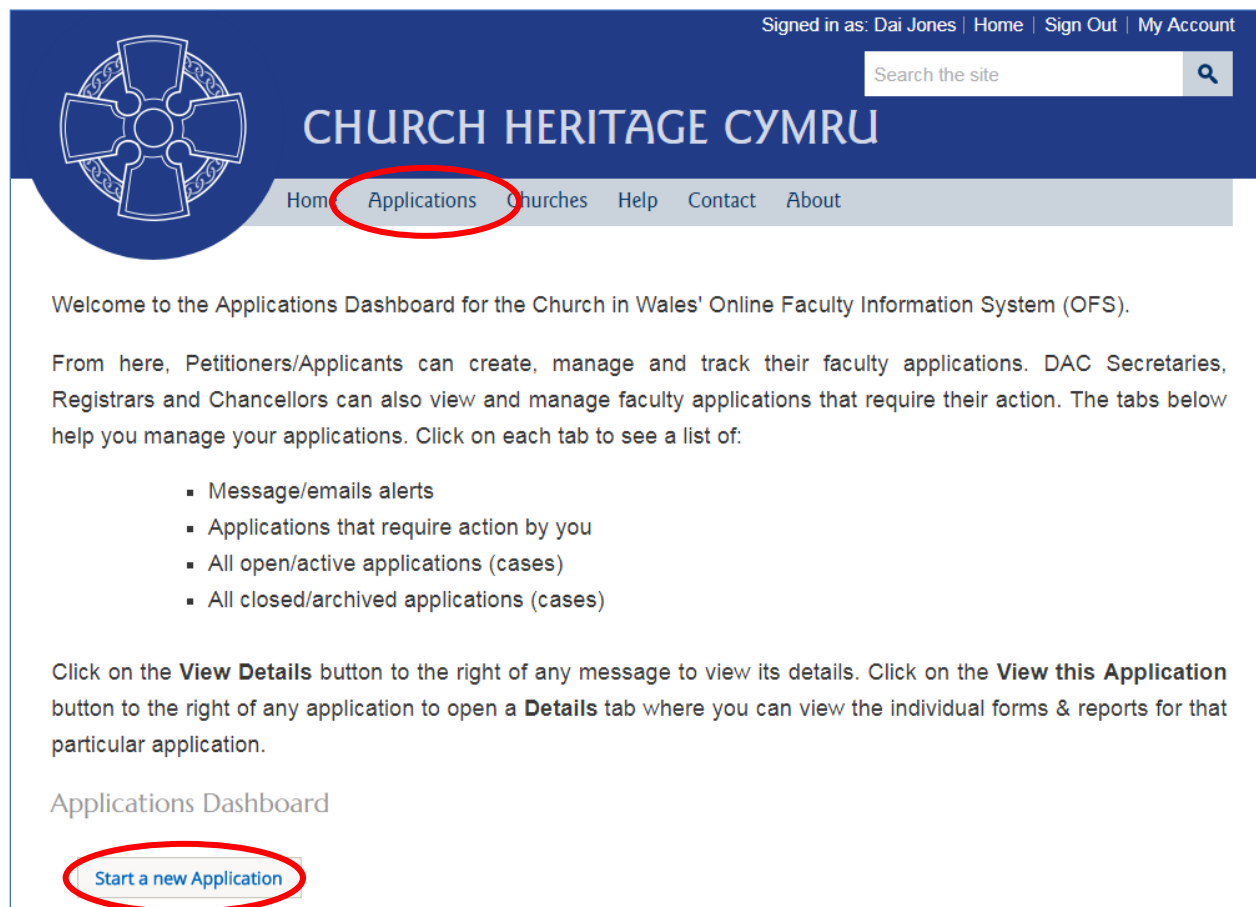 Signed in as: Dai Jones | Home | Sign Out | My Account
Search the site
CHURCH HERITAGE CYMRU
Home Applications Churches Help Contact About
Welcome to the Applications Dashboard for the Church in Wales' Online Faculty Information System (OFS).
From here, Petitioners/Applicants can create, manage and track their faculty applications. DAC Secretaries,
Registrars and Chancellors can also view and manage faculty applications that require their action. The tabs below
help you manage your applications. Click on each tab to see a list of:
▪ Message/emails alerts
▪ Applications that require action by you
▪ All open/active applications (cases)
▪ All closed/archived applications (cases)
Click on the View Details button to the right of any message to view its details. Click on the View this Application
button to the right of any application to open a Details tab where you can view the individual forms & reports for that
particular application.
Applications Dashboard
Start a new Application